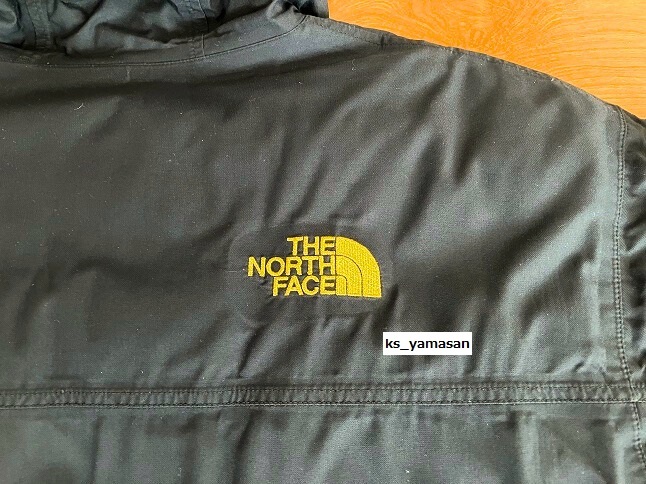 THE
NORTH
FACE
ks_yamasan